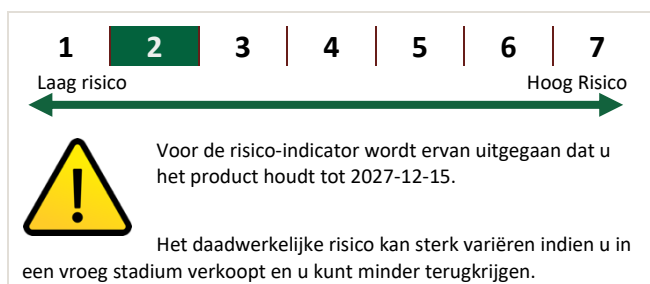 1 2 3 4 5 6 7
Laag risico Hoog Risico
Voor de risico-indicator wordt ervan uitgegaan dat u
het product houdt tot 2027-12-15.
Het daadwerkelijke risico kan sterk variëren indien u in
een vroeg stadium verkoopt en u kunt minder terugkrijgen.